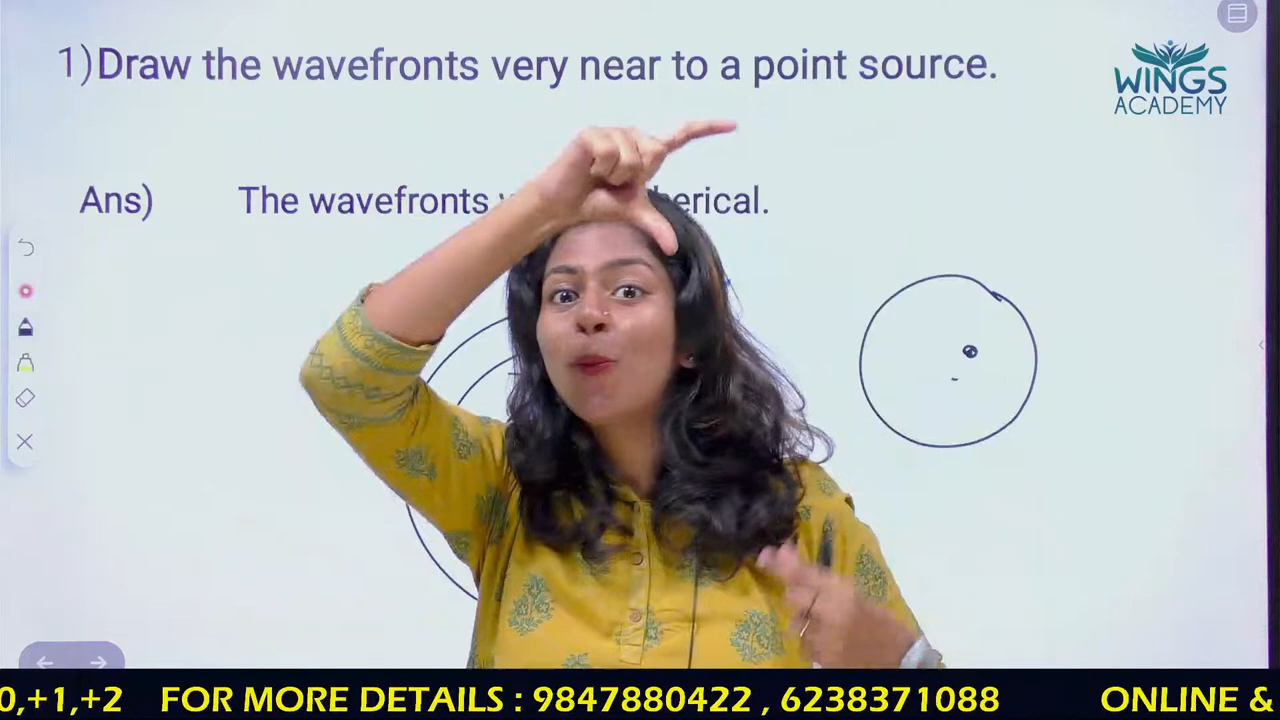 1)Draw the wavefronts very near to a point source.
WINGS
ACADEMY
Ans) The wavefronts erical.
0,+1,+2 FOR MORE DETAILS : 9847880422 , 6238371088 ONLINE &